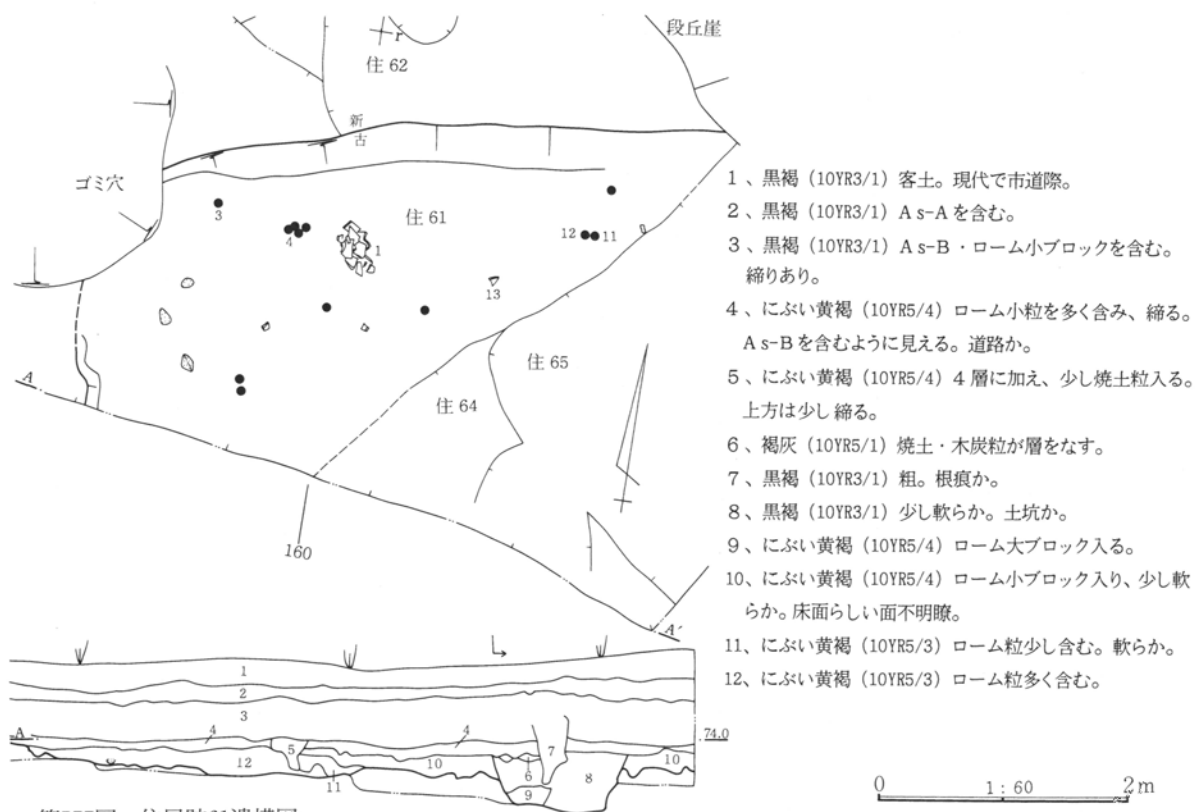 段丘崖
r
住 62
新
古
ゴミ穴
住 61
3
4
1
12
11
13
住 65
住 64
A
160
A′
1、黒褐（10YR3/1）客土。現代で市道際。
2、黒褐（10YR3/1）As-Aを含む。
3、黒褐（10YR3/1）As-B・ローム小ブロックを含む。
締りあり。
4、にぶい黄褐（10YR5/4）ローム小粒を多く含み、締る。
As-Bを含むように見える。道路か。
5、にぶい黄褐（10YR5/4）4層に加え、少し焼土粒入る。
上方は少し締る。
6、褐灰（10YR5/1）焼土・木炭粒が層をなす。
7、黒褐（10YR3/1）粗。根痕か。
8、黒褐（10YR3/1）少し軟らか。土坑か。
9、にぶい黄褐（10YR5/4）ローム大ブロック入る。
10、にぶい黄褐（10YR5/4）ローム小ブロック入り、少し軟
らか。床面らしい面不明瞭。
11、にぶい黄褐（10YR5/3）ローム粒少し含む。軟らか。
12、にぶい黄褐（10YR5/3）ローム粒多く含む。
1
2
3
A
4
4
74.0
5
7
12
10
6
8
10
11
9
0
1:60
2m